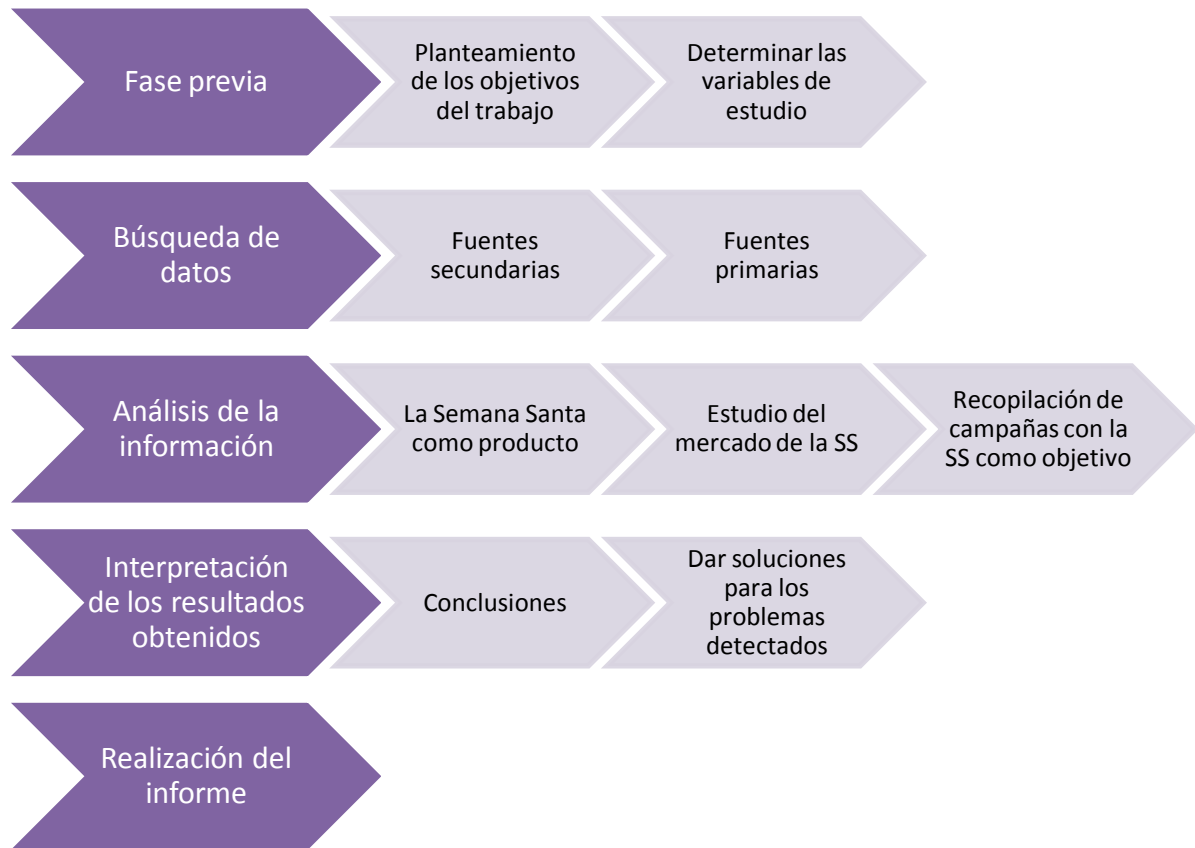 Fase previa
Planteamiento
de los objetivos
del trabajo
Determinar las
variables de
estudio
Búsqueda de
datos
Fuentes
secundarias
Fuentes
primarias
Análisis de la
información
La Semana Santa
como producto
Estudio del
mercado de la SS
Recopilación de
campañas con la
SS como objetivo
Interpretación
de los resultados
obtenidos
Conclusiones
Dar soluciones
para los
problemas
detectados
Realización del
informe